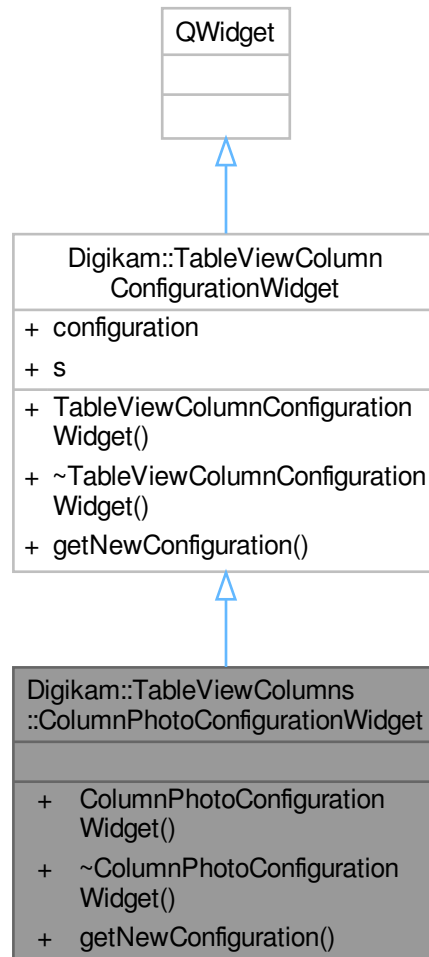 QWidget
Digikam::TableViewColumn
ConfigurationWidget
+ configuration
+ s
+ TableViewColumnConfiguration
Widget()
+ ~TableViewColumnConfiguration
Widget()
+ getNewConfiguration()
Digikam::TableViewColumns
::ColumnPhotoConfigurationWidget
+ ColumnPhotoConfiguration
Widget()
+ ~ColumnPhotoConfiguration
Widget()
+ getNewConfiguration()